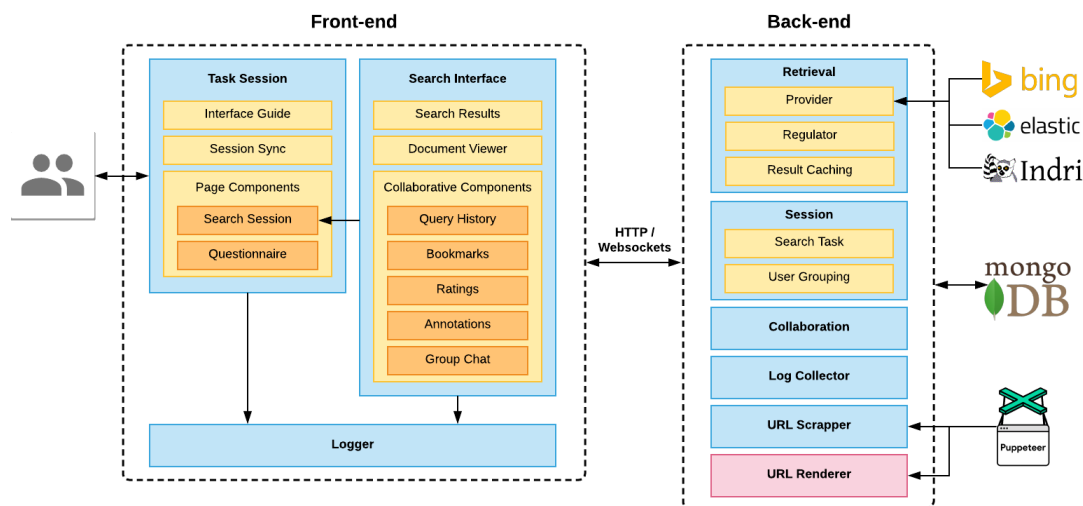 Front-end
Task Session
Interface Guide
Session Sync
Page Components
Search Session
Questionnaire
Search Interface
Search Results
Document Viewer
Collaborative Components
Query History
Bookmarks
Ratings
Annotations
Group Chat
Logger
HTTP /
Websockets
Back-end
Retrieval
Provider
Regulator
Result Caching
Session
Search Task
User Grouping
Collaboration
Log Collector
URL Scrapper
URL Renderer
bing
elastic
Indri
mongo
DB
Puppeteer